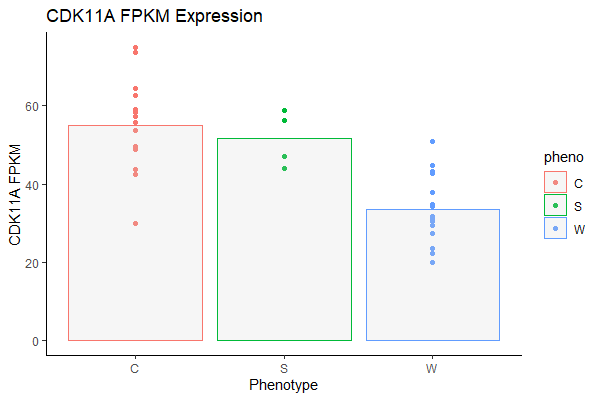 CDK11A FPKM Expression
CDK11A FPKM
60
40
20
0
C
S
W
Phenotype
pheno
C
S
W